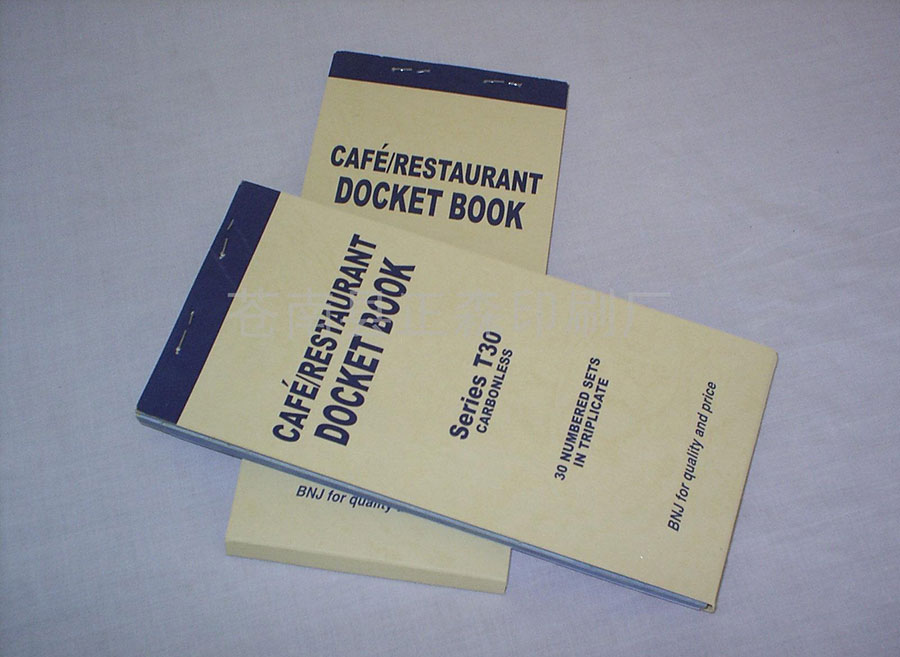 CAFÉ/RESTAURANT
DOCKET BOOK
BNJ for quality
CAFÉ/RESTAURANT
DOCKET BOOK
Series T30
CARBONLESS
30 NUMBERED SETS
IN TRIPLICATE
BNJ for quality and price